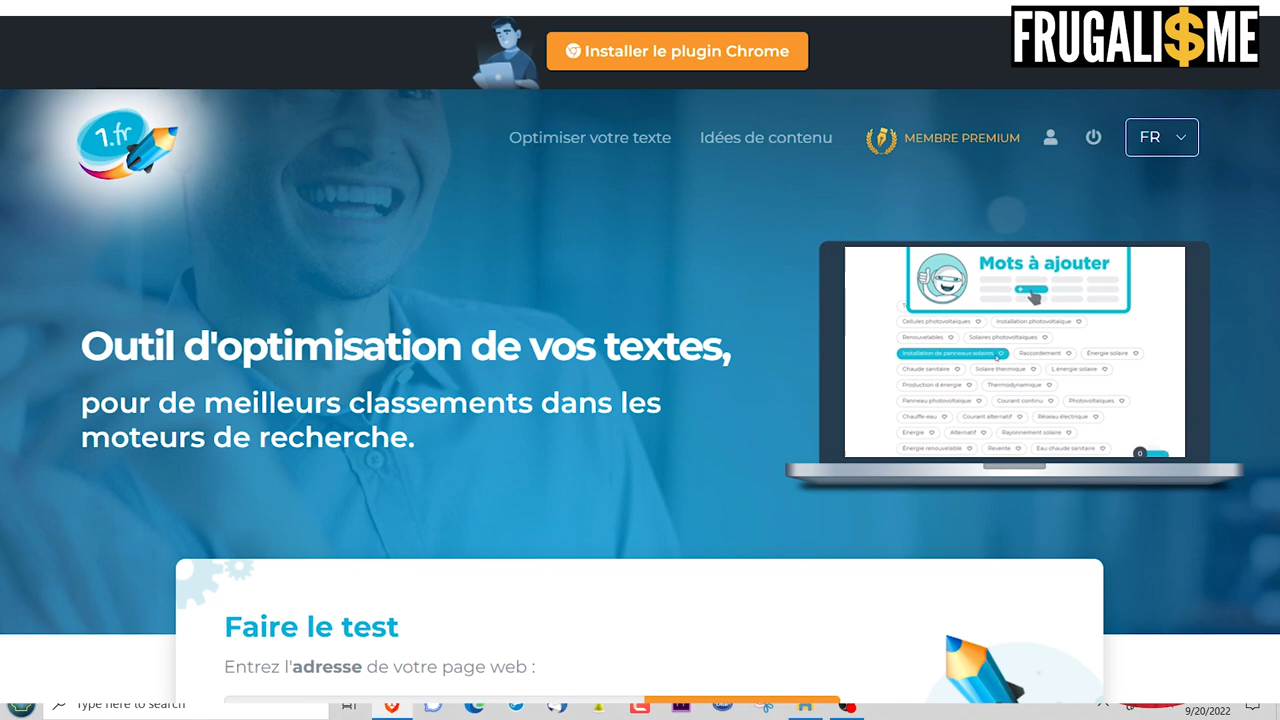 Installer le plugin Chrome
FRUGALI$ME
1.fr
Optimiser votre texte
Idées de contenu
MEMBRE PREMIUM
FR
Mots à ajouter
Cellules photovoltaïques
Installation photovoltaïque
Renouvelables
Solaires photovoltaïques
Installation de panneaux solaires
Raccordement
Énergie solaire
Chaude sanitaire
Solaire thermique
L énergie solaire
Production d énergie
Thermodynamique
Panneau photovoltaïque
Courant continu
Photovoltaïques
Chauffe-eau
Courant alternatif
Réseau électrique
Energie
Alternatif
Rayonnement solaire
Énergie renouvelable
Revente
Eau chaude sanitaire
0
Outil d'optimisation de vos textes,
pour de meilleurs classements dans les
moteurs de recherche.
Faire le test
Entrez l'adresse de votre page web :
Type here to search
9/20/2022